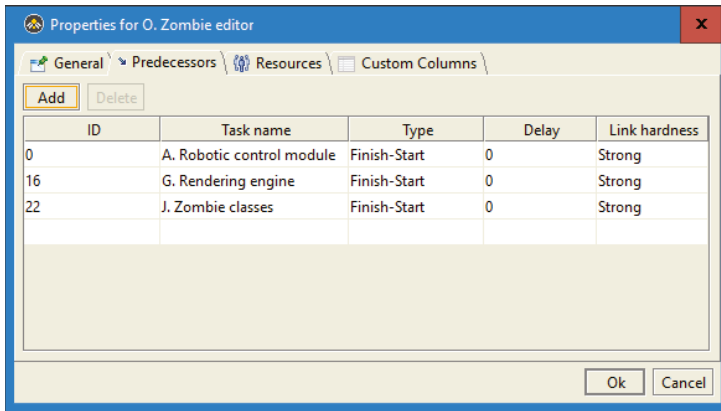 Properties for O. Zombie editor
x
General Predecessors Resources Custom Columns
Add Delete
ID Task name Type Delay Link hardness
0 A. Robotic control module Finish-Start 0 Strong
16 G. Rendering engine Finish-Start 0 Strong
22 J. Zombie classes Finish-Start 0 Strong
Ok Cancel